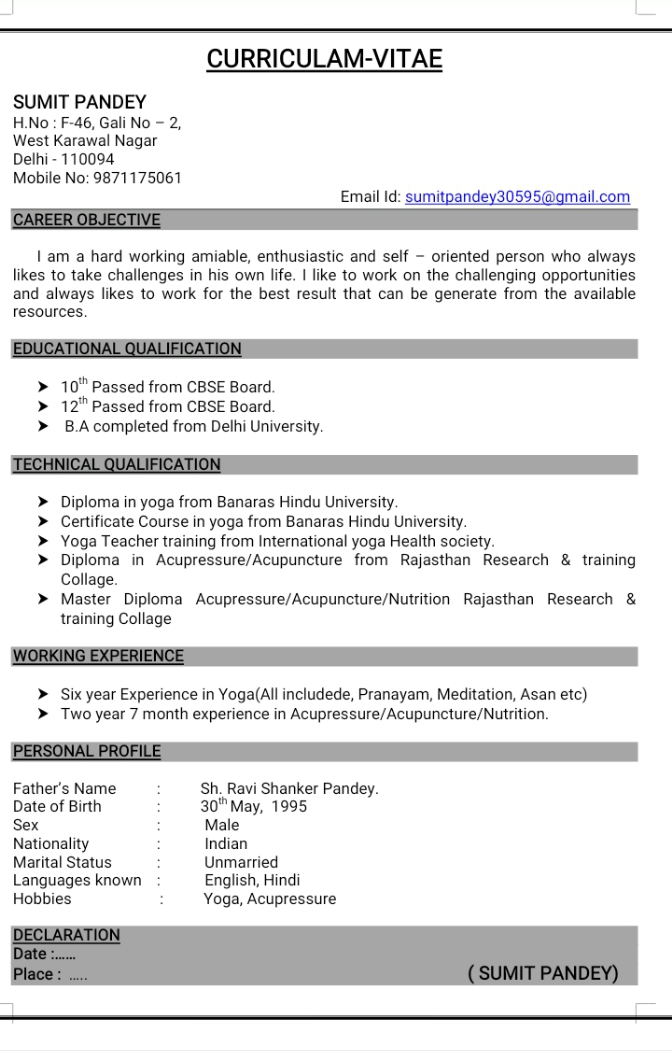 CURRICULAM-VITAE
SUMIT PANDEY
H.No : F-46, Gali No – 2,
West Karawal Nagar
Delhi - 110094
Mobile No: 9871175061
Email Id: sumitpandey30595@gmail.com
CAREER OBJECTIVE
I am a hard working amiable, enthusiastic and self – oriented person who always
likes to take challenges in his own life. I like to work on the challenging opportunities
and always likes to work for the best result that can be generate from the available
resources.
EDUCATIONAL QUALIFICATION
➤ 10th Passed from CBSE Board.
➤ 12th Passed from CBSE Board.
➤ B.A completed from Delhi University.
TECHNICAL QUALIFICATION
➤ Diploma in yoga from Banaras Hindu University.
➤ Certificate Course in yoga from Banaras Hindu University.
➤ Yoga Teacher training from International yoga Health society.
➤ Diploma in Acupressure/Acupuncture from Rajasthan Research & training
Collage.
➤ Master Diploma Acupressure/Acupuncture/Nutrition Rajasthan Research &
training Collage
WORKING EXPERIENCE
➤ Six year Experience in Yoga(All includede, Pranayam, Meditation, Asan etc)
➤ Two year 7 month experience in Acupressure/Acupuncture/Nutrition.
PERSONAL PROFILE
Father's Name : Sh. Ravi Shanker Pandey.
Date of Birth : 30th May, 1995
Sex : Male
Nationality : Indian
Marital Status : Unmarried
Languages known : English, Hindi
Hobbies : Yoga, Acupressure
DECLARATION
Date :......
Place : .....
( SUMIT PANDEY)